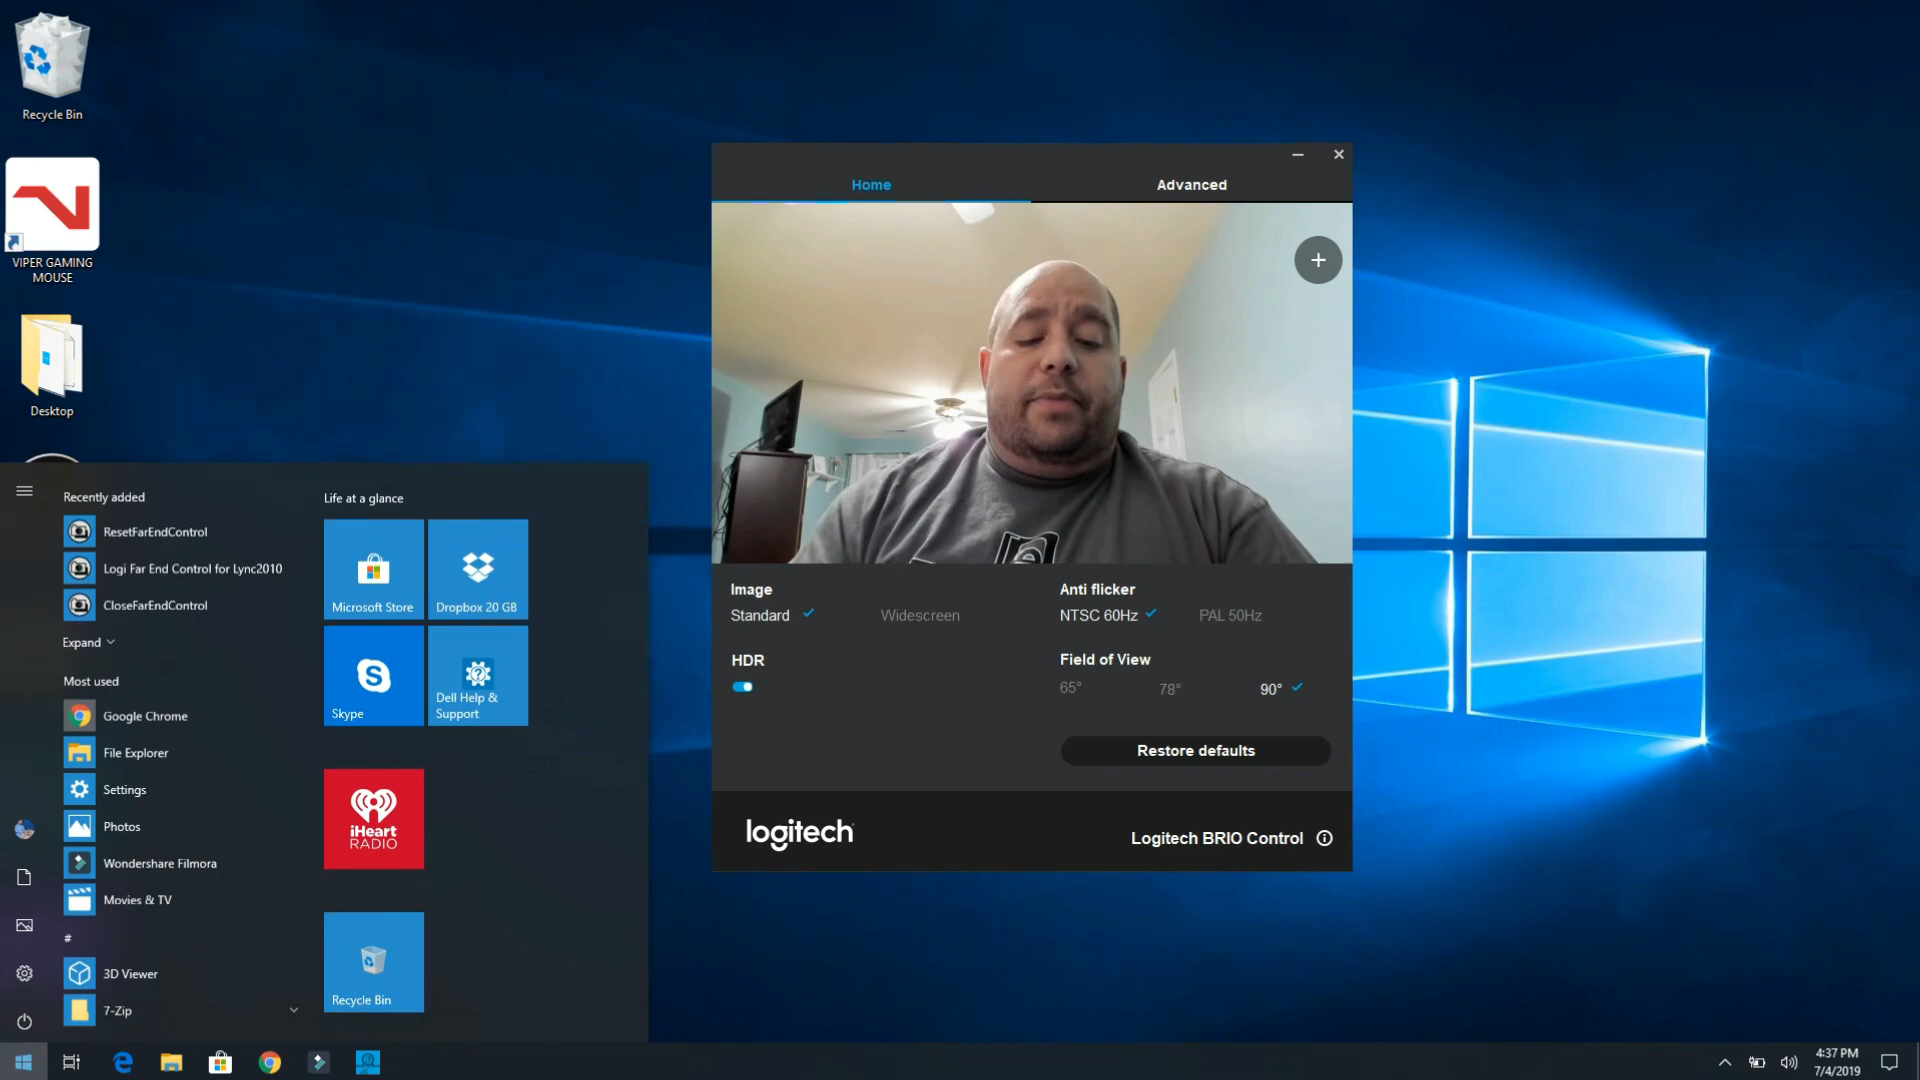 Recycle Bin
VIPER GAMING
MOUSE
Desktop
Recently added
ResetFarEndControl
Logi Far End Control for Lync2010
CloseFarEndControl
Expand
Most used
Google Chrome
File Explorer
Settings
Photos
Wondershare Filmora
Movies & TV
#
3D Viewer
7-Zip
Life at a glance
Microsoft Store
Dropbox 20 GB
Skype
Dell Help &
Support
iHeart
RADIO
Recycle Bin
Home
Advanced
Image
Standard
Widescreen
Anti flicker
NTSC 60Hz
PAL 50Hz
HDR
Field of View
65°
78°
90°
Restore defaults
logitech
Logitech BRIO Control
4:37 PM
7/4/2019